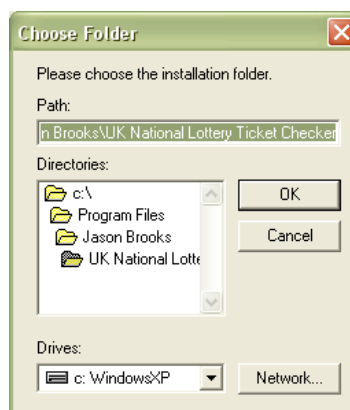 Choose Folder
Please choose the installation folder.
Path:
n Brooks\UK National Lottery Ticket Checker
Directories:
c:\
OK
Program Files
Jason Brooks
Cancel
UK National Lotte
Drives:
c: WindowsXP
Network...